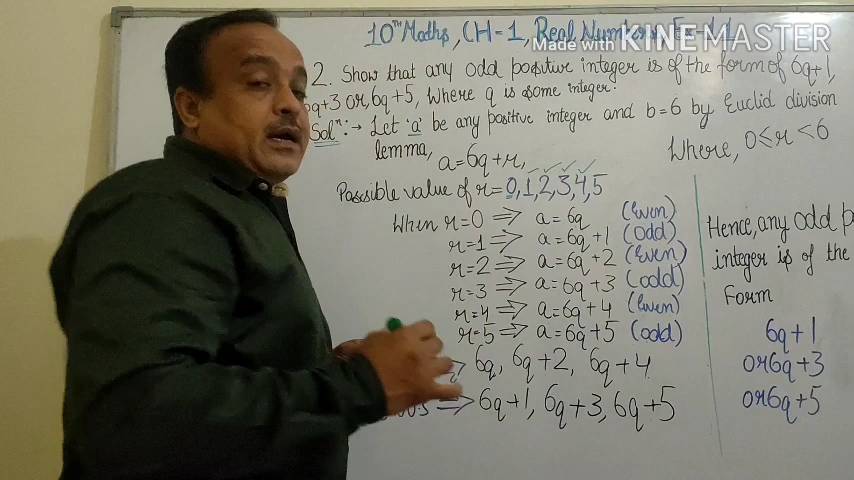 10th Maths, CH-1, Real Numbers Ex-1.1
Made with KINEMASTER
2. Show that any odd positive integer is of the form of 6q+1,
6q+3 or 6q+5, Where q is some integer.
Solⁿ:→ Let 'a' be any positive integer and b=6 by Euclid division
lemma, a=6q+r,
Where, 0≤r<6
Possible value of r=0,1,2,3,4,5
When r=0 ⇒ a=6q (Even)
r=1 ⇒ a=6q+1 (odd)
r=2 ⇒ a=6q+2 (Even)
r=3 ⇒ a=6q+3 (odd)
r=4 ⇒ a=6q+4 (Even)
r=5 ⇒ a=6q+5 (odd)
⇒ 6q, 6q+2, 6q+4
⇒ 6q+1, 6q+3, 6q+5
Hence, any odd
integer is of the
Form
6q+1
or 6q+3
or 6q+5